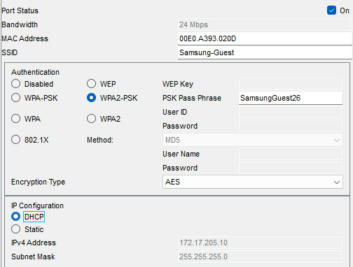 Port Status On
Bandwidth 24 Mbps
MAC Address 00E0.A393.020D
SSID Samsung-Guest
Authentication
Disabled WEP WEP Key
WPA-PSK WPA2-PSK PSK Pass Phrase SamsungGuest26
User ID
WPA WPA2 Password
802.1X Method: MD5
User Name
Password
Encryption Type AES
IP Configuration
DHCP
Static
IPv4 Address 172.17.205.10
Subnet Mask 255.255.255.0